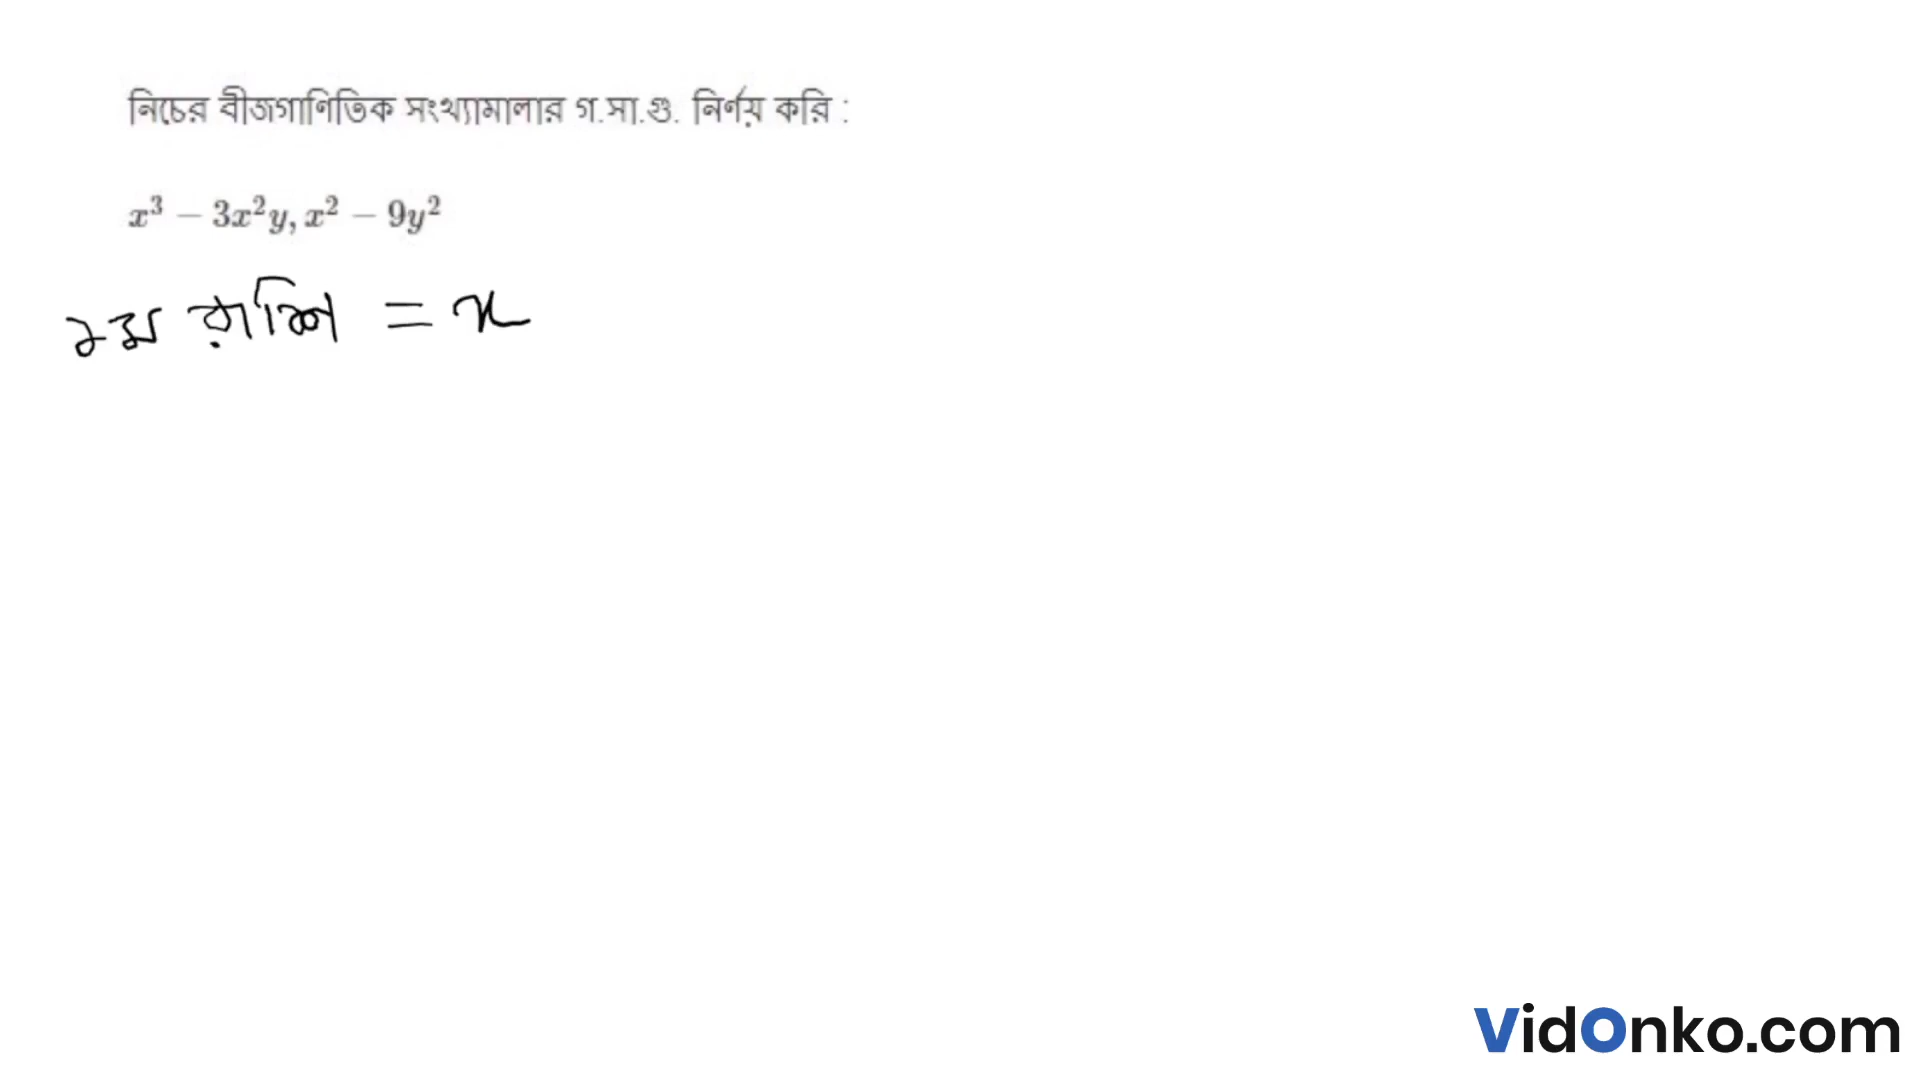 নিচের বীজগাণিতিক সংখ্যামালার গ.সা.গু. নির্ণয় করি :
x³ − 3x²y, x² − 9y²
১ম রাশি = x
VidOnko.com